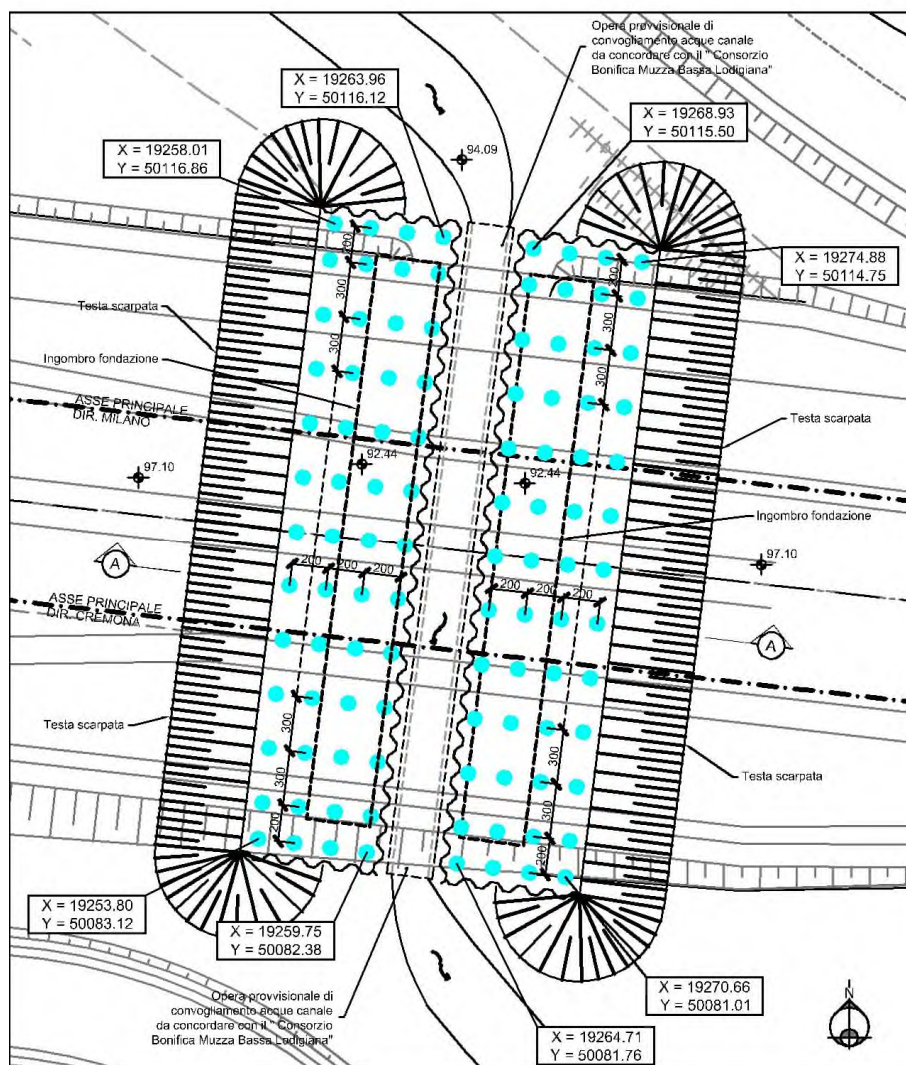 Opera provvisionale di
convogliamento acque canale
da concordare con il " Consorzio
Bonifica Muzza Bassa Lodigiana"
X = 19263.96
Y = 50116.12
X = 19268.93
Y = 50115.50
X = 19258.01
Y = 50116.86
94.09
X = 19274.88
Y = 50114.75
200
200
300
300
300
300
Testa scarpata
Ingombro fondazione
ASSE PRINCIPALE
DIR. MILANO
Testa scarpata
97.10
92.44
92.44
Ingombro fondazione
97.10
A
200
200
200
200
200
200
ASSE PRINCIPALE
DIR. CREMONA
A
Testa scarpata
Testa scarpata
300
300
300
300
200
200
X = 19253.80
Y = 50083.12
X = 19259.75
Y = 50082.38
X = 19270.66
Y = 50081.01
X = 19264.71
Y = 50081.76
Opera provvisionale di
convogliamento acque canale
da concordare con il " Consorzio
Bonifica Muzza Bassa Lodigiana"
N